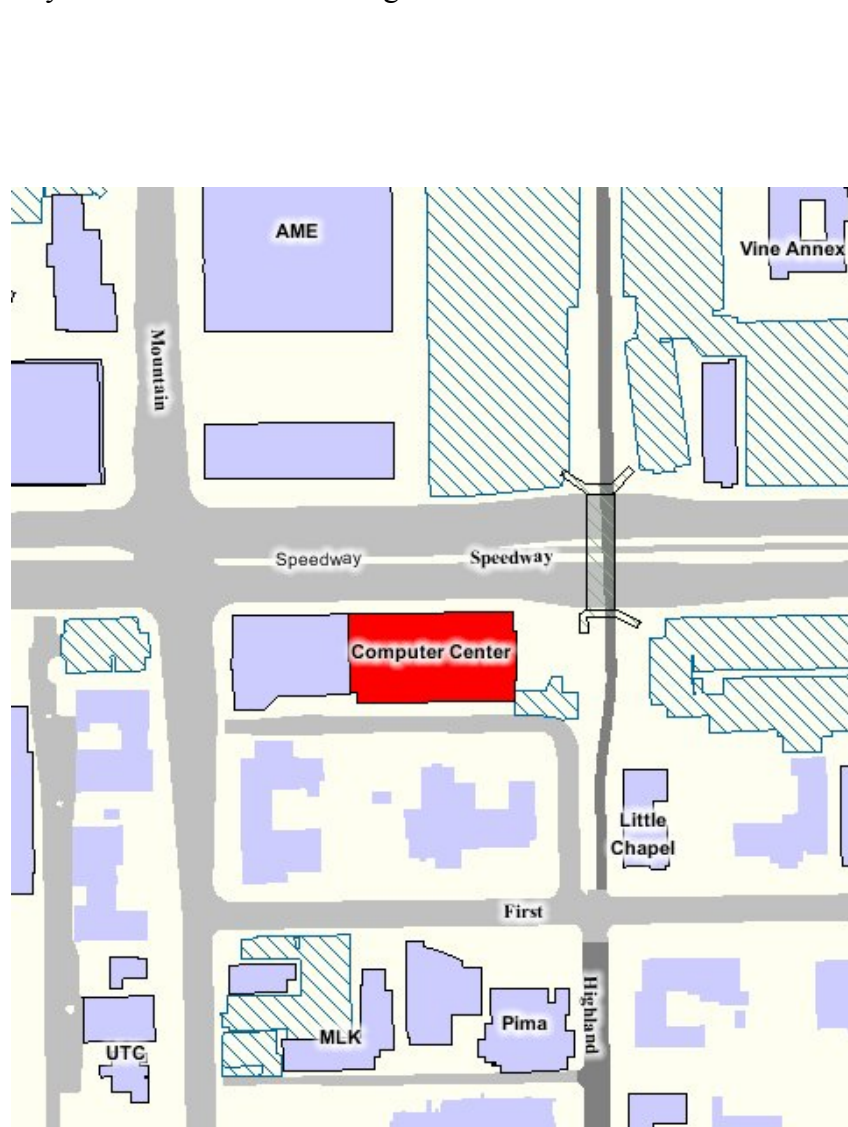 AME
Vine Annex
Mountain
Speedway
Speedway
Computer Center
Little
Chapel
First
Highland
MLK
Pima
UTC